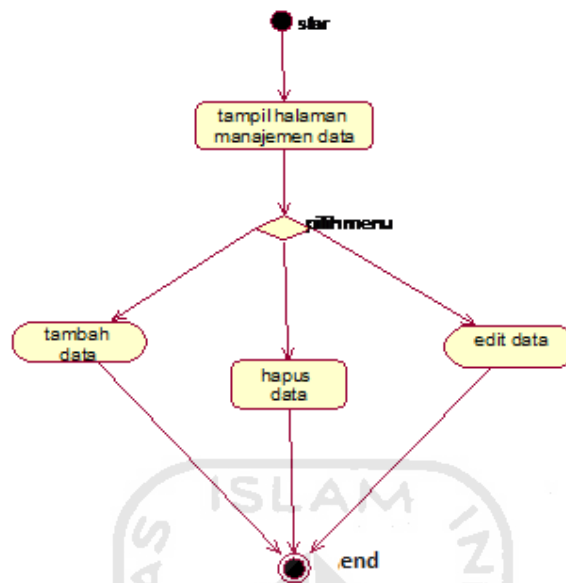 star
tampil halaman
manajemen data
pilih menu
tambah
data
hapus
data
edit data
end
ISLAM